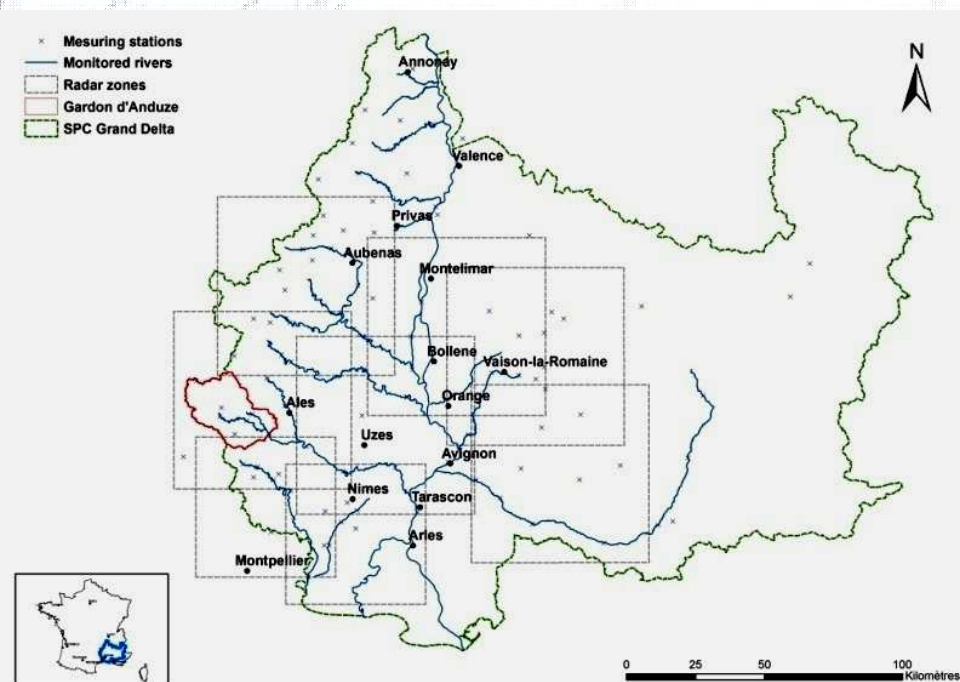 Mesuring stations
Monitored rivers
Radar zones
Gardon d'Anduze
SPC Grand Delta
N
Annonay
Valence
Privas
Aubenas
Montelimar
Bollene
Vaison-la-Romaine
Orange
Ales
Uzes
Avignon
Nimes
Tarascon
Arles
Montpellier
0 25 50 100
Kilomètres